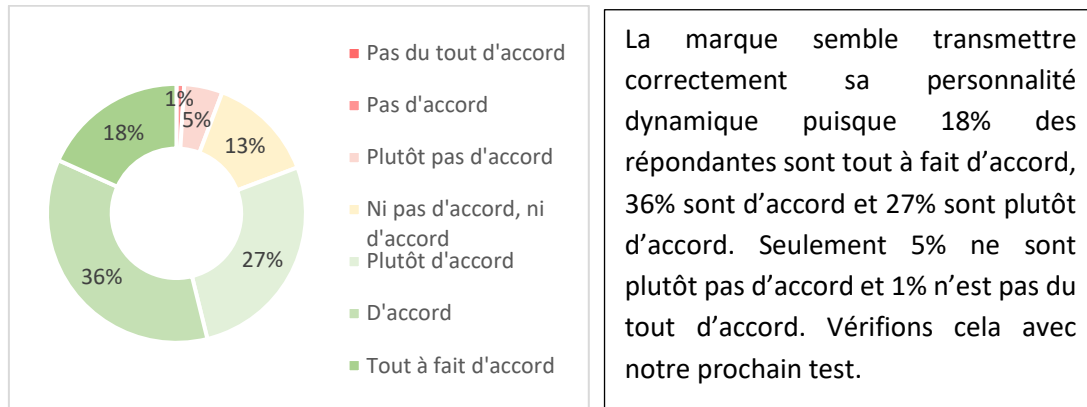 1%
5%
13%
27%
36%
18%
Pas du tout d'accord
Pas d'accord
Plutôt pas d'accord
Ni pas d'accord, ni
d'accord
Plutôt d'accord
D'accord
Tout à fait d'accord
La marque semble transmettre
correctement sa personnalité
dynamique puisque 18% des
répondantes sont tout à fait d’accord,
36% sont d’accord et 27% sont plutôt
d’accord. Seulement 5% ne sont
plutôt pas d’accord et 1% n’est pas du
tout d’accord. Vérifions cela avec
notre prochain test.